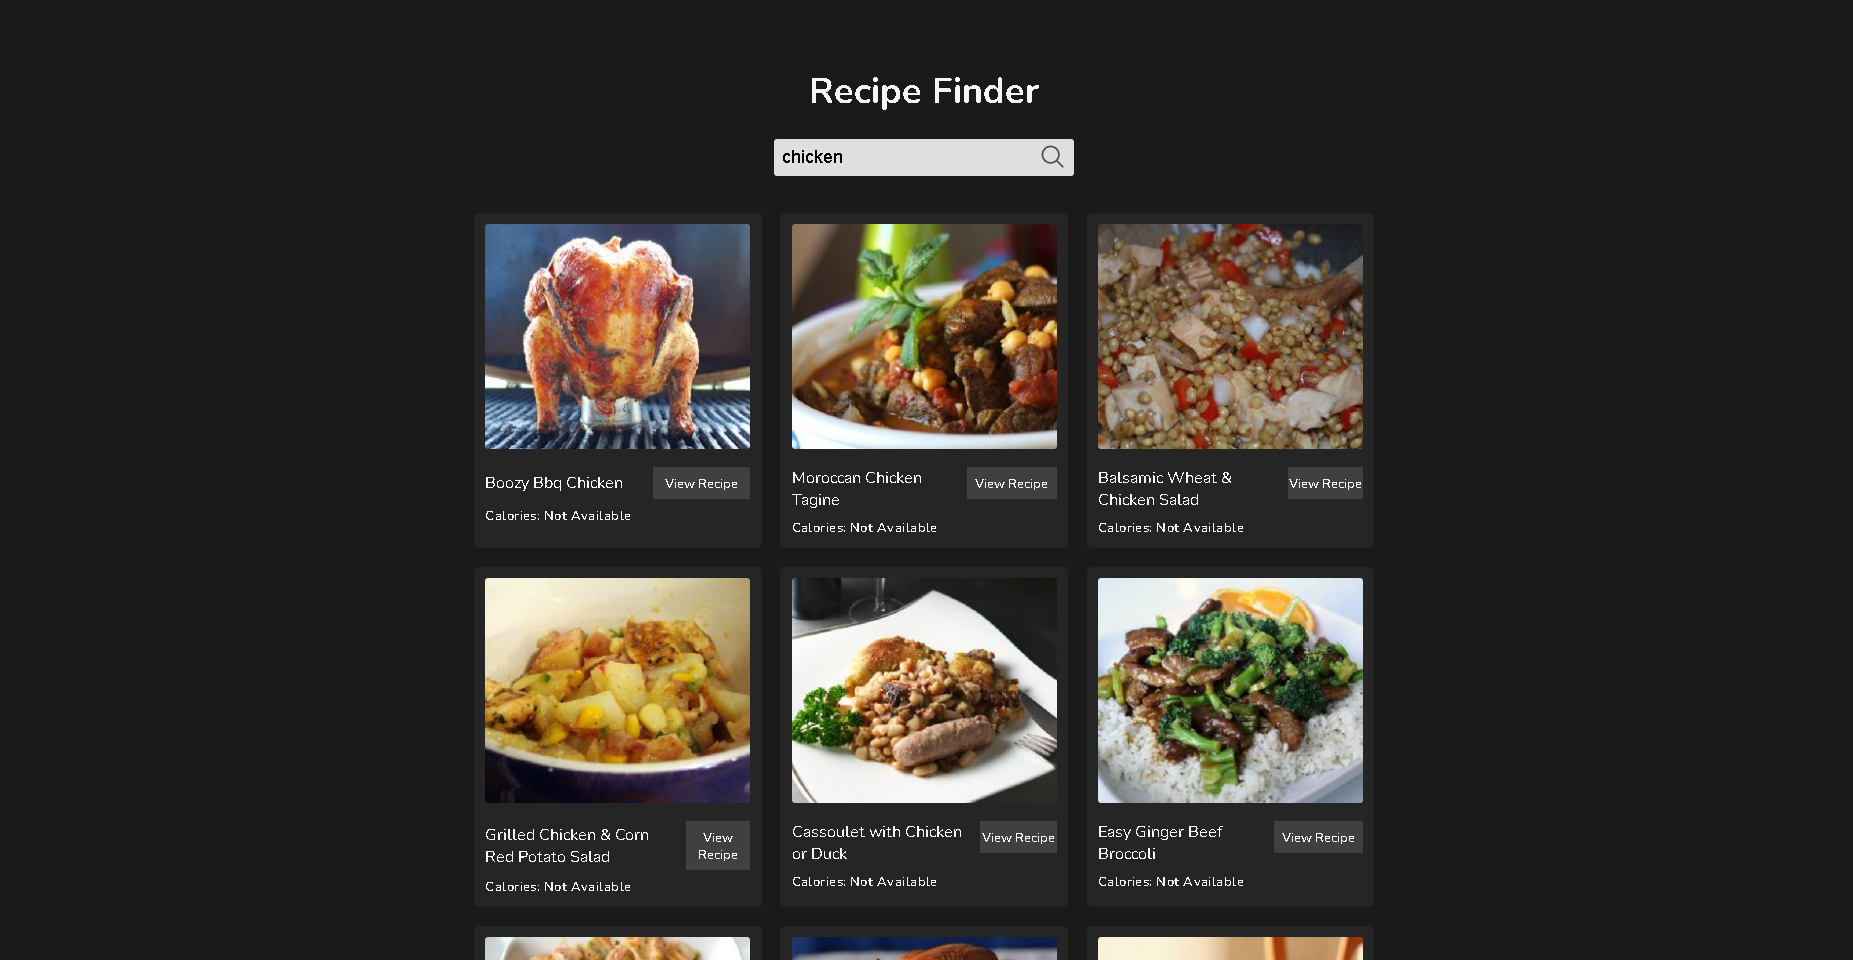 Recipe Finder
chicken
Boozy Bbq Chicken
View Recipe
Calories: Not Available
Moroccan Chicken
Tagine
View Recipe
Calories: Not Available
Balsamic Wheat &
Chicken Salad
View Recipe
Calories: Not Available
Grilled Chicken & Corn
Red Potato Salad
View
Recipe
Calories: Not Available
Cassoulet with Chicken
or Duck
View Recipe
Calories: Not Available
Easy Ginger Beef
Broccoli
View Recipe
Calories: Not Available